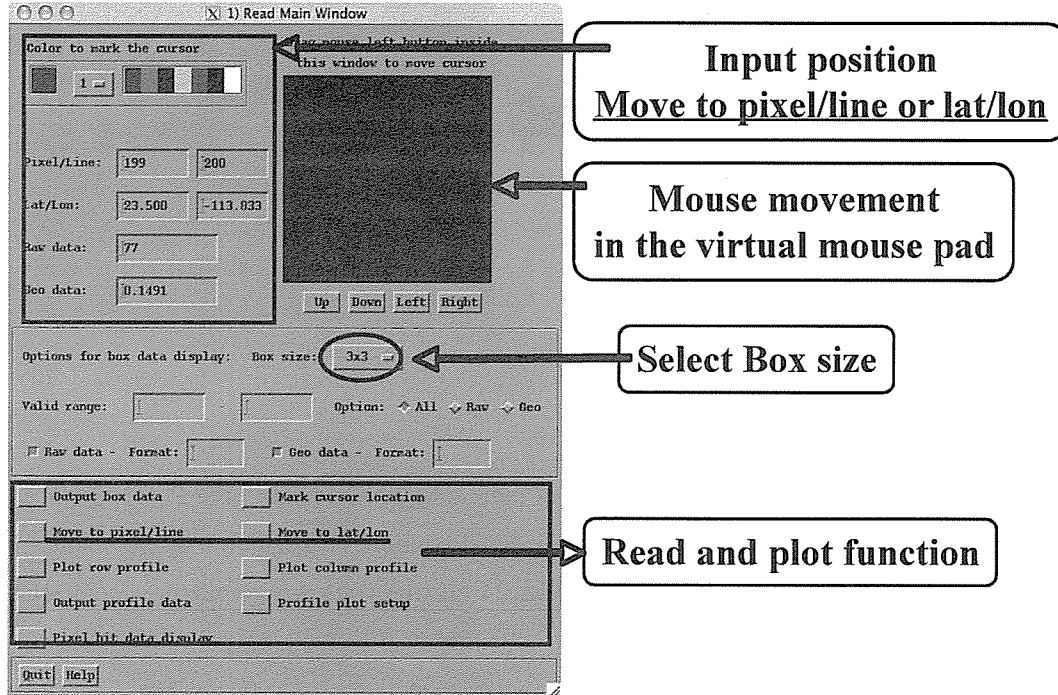 1) Read Main Window
Color to mark the cursor
mouse left button inside
this window to move cursor
1
Pixel/Line: 199 200
Lat/Lon: 23.500 -113.833
Raw data: 77
Geo data: 0.1491
Up Down Left Right
Options for box data display: Box size: 3x3
Valid range: - Option: All Raw Geo
Raw data - Format: Geo data - Format:
Output box data Mark cursor location
Move to pixel/line Move to lat/lon
Plot row profile Plot column profile
Output profile data Profile plot setup
Pixel bit data display
Quit Help
Input position
Move to pixel/line or lat/lon
Mouse movement
in the virtual mouse pad
Select Box size
Read and plot function